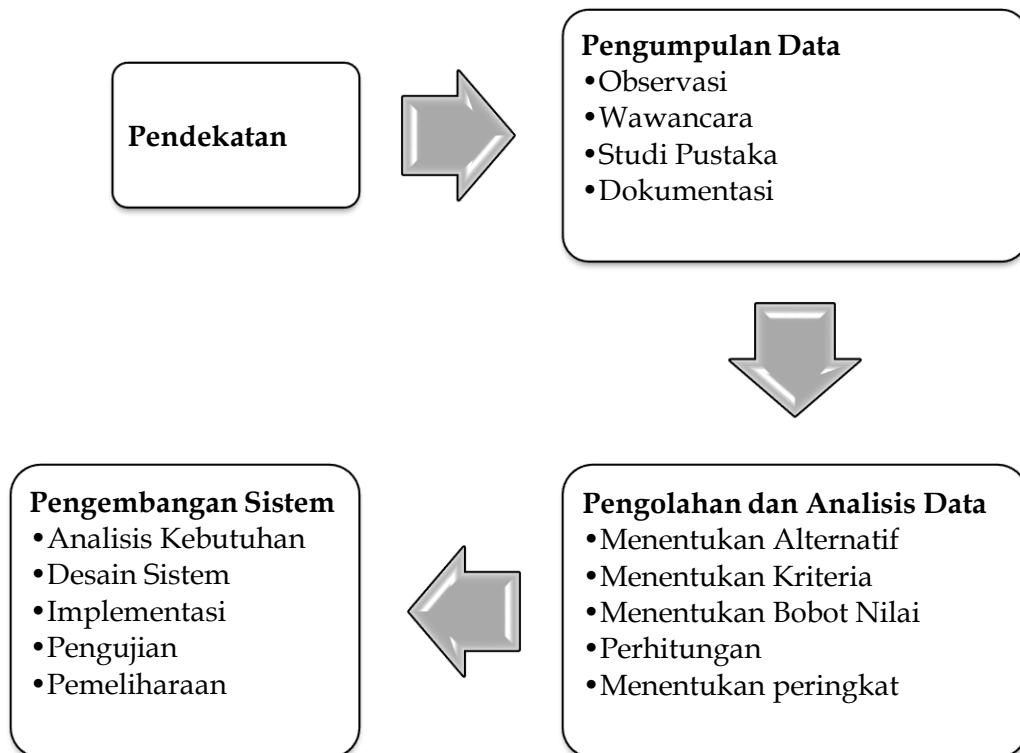 Pendekatan
Pengumpulan Data
•Observasi
•Wawancara
•Studi Pustaka
•Dokumentasi
Pengolahan dan Analisis Data
•Menentukan Alternatif
•Menentukan Kriteria
•Menentukan Bobot Nilai
•Perhitungan
•Menentukan peringkat
Pengembangan Sistem
•Analisis Kebutuhan
•Desain Sistem
•Implementasi
•Pengujian
•Pemeliharaan